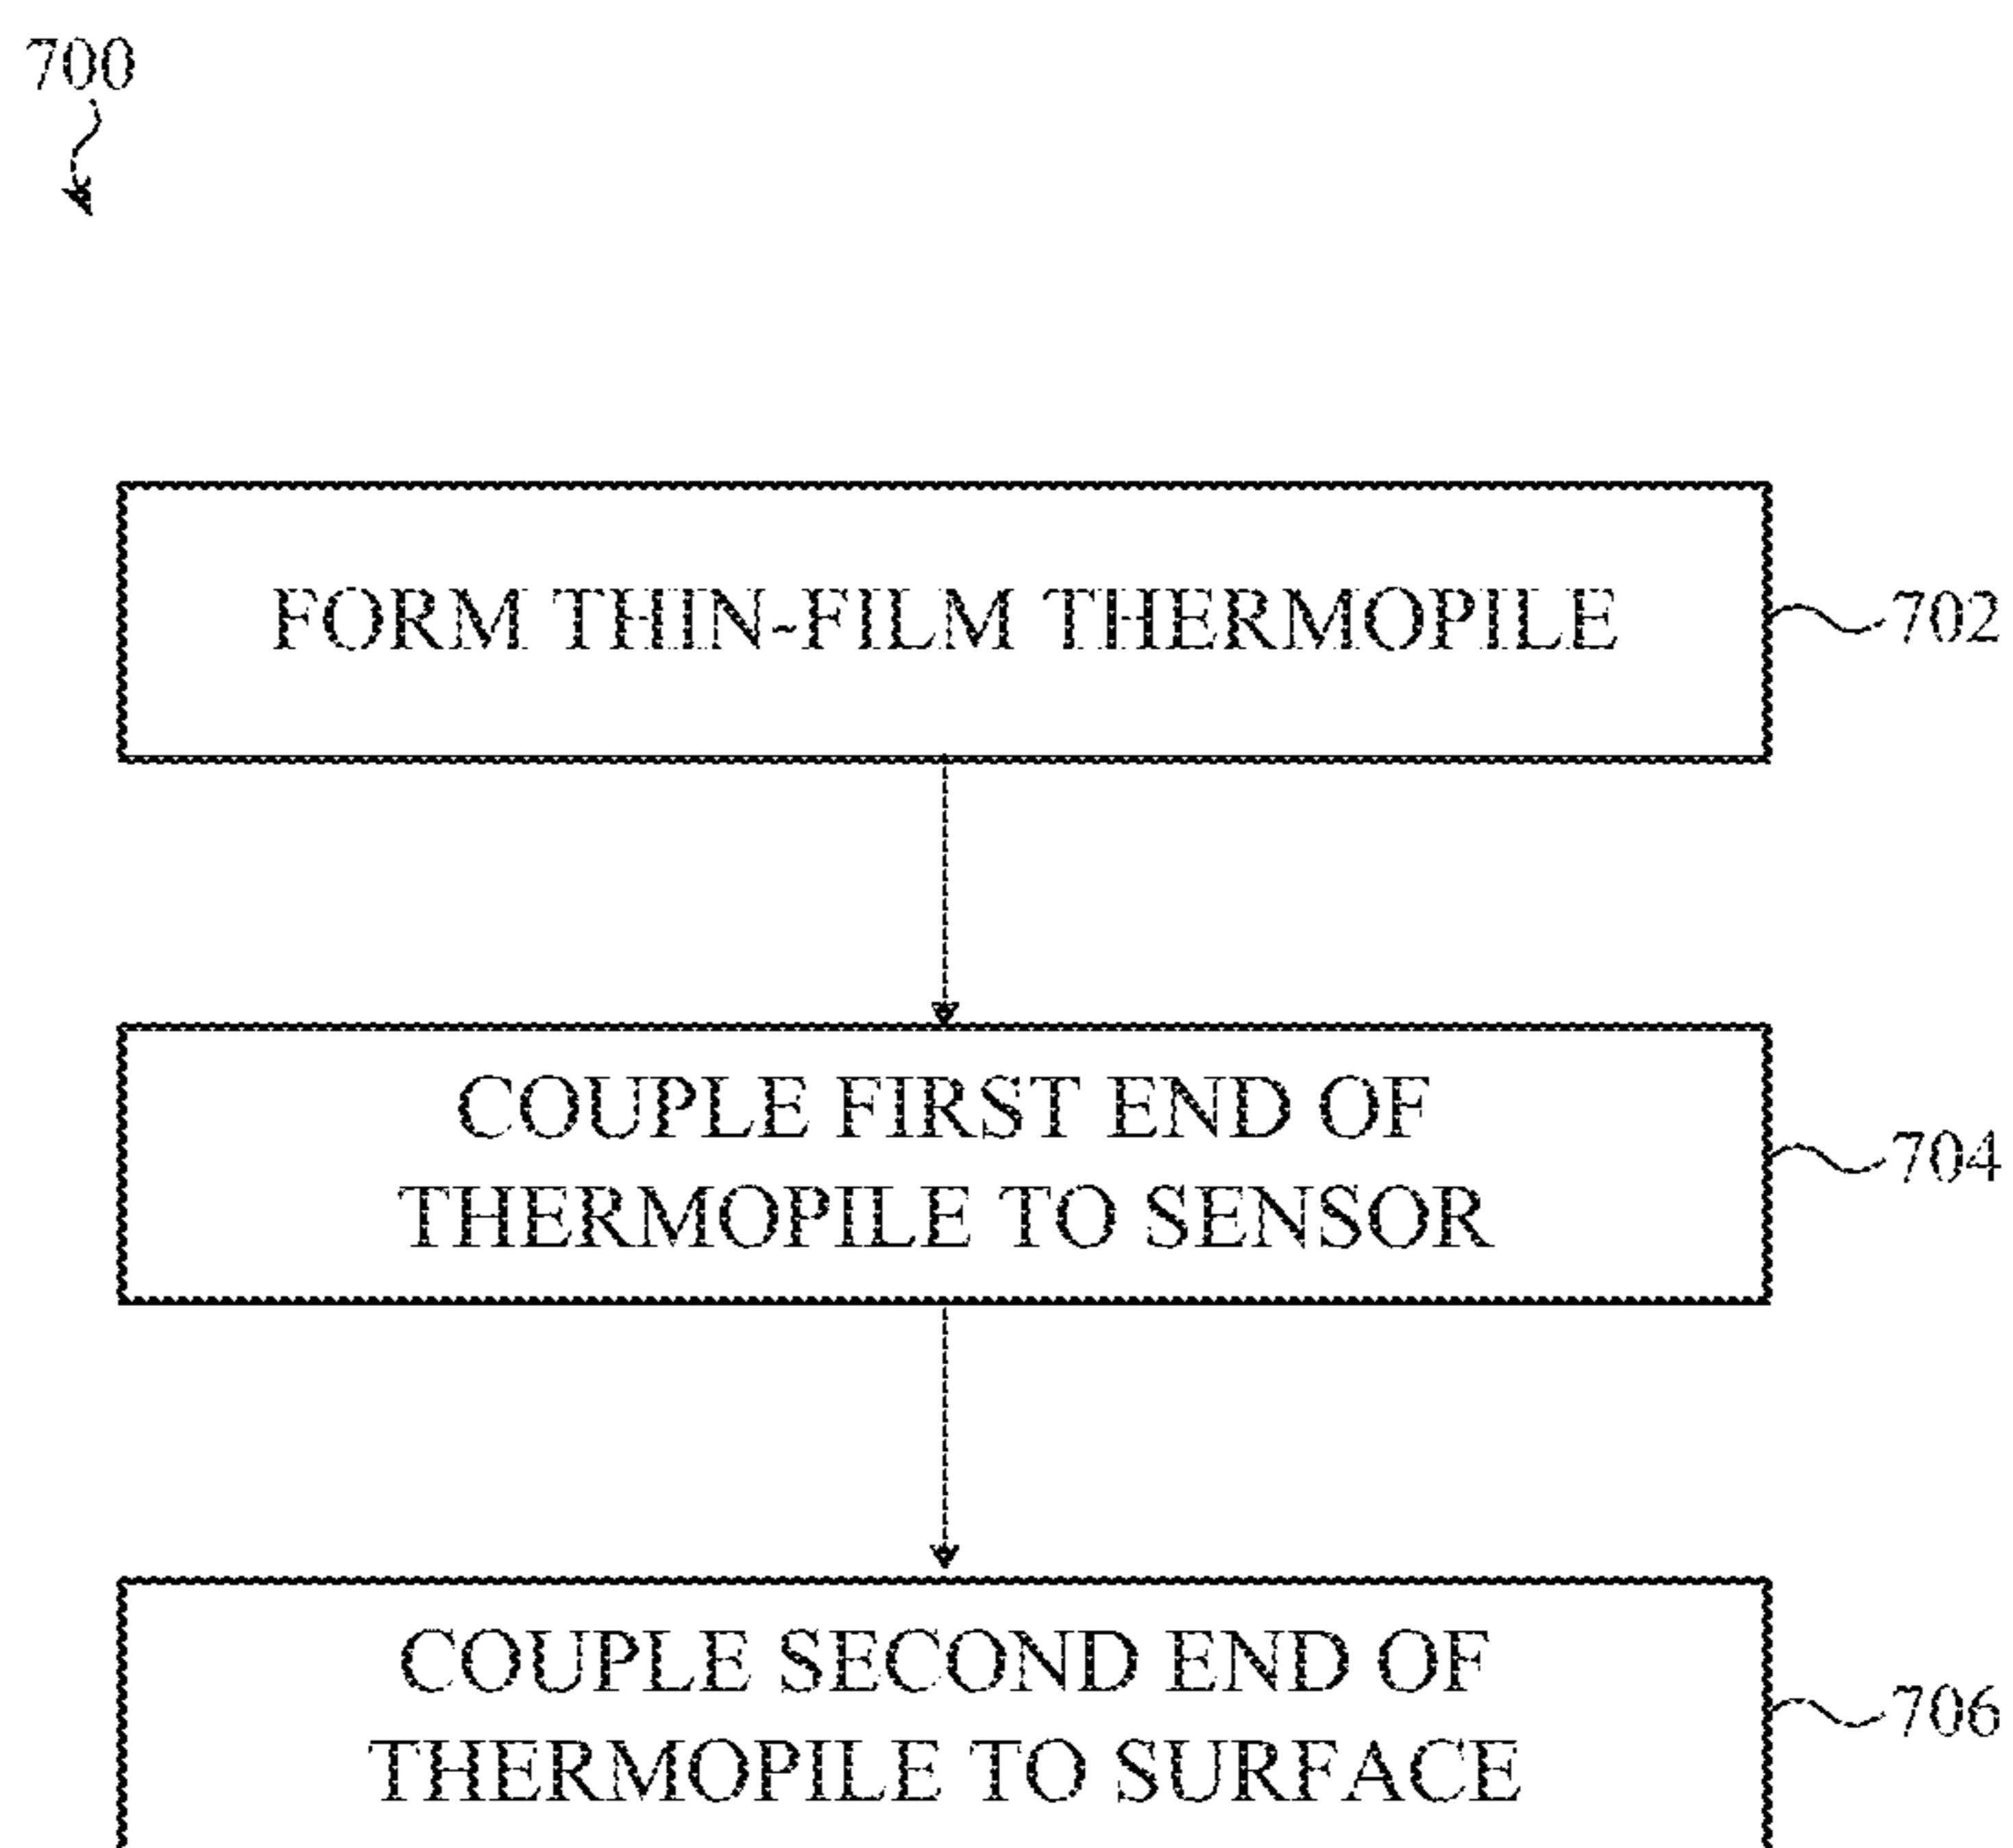 700
FORM THIN-FILM THERMOPILE
702
COUPLE FIRST END OF
THERMOPILE TO SENSOR
704
COUPLE SECOND END OF
THERMOPILE TO SURFACE
706